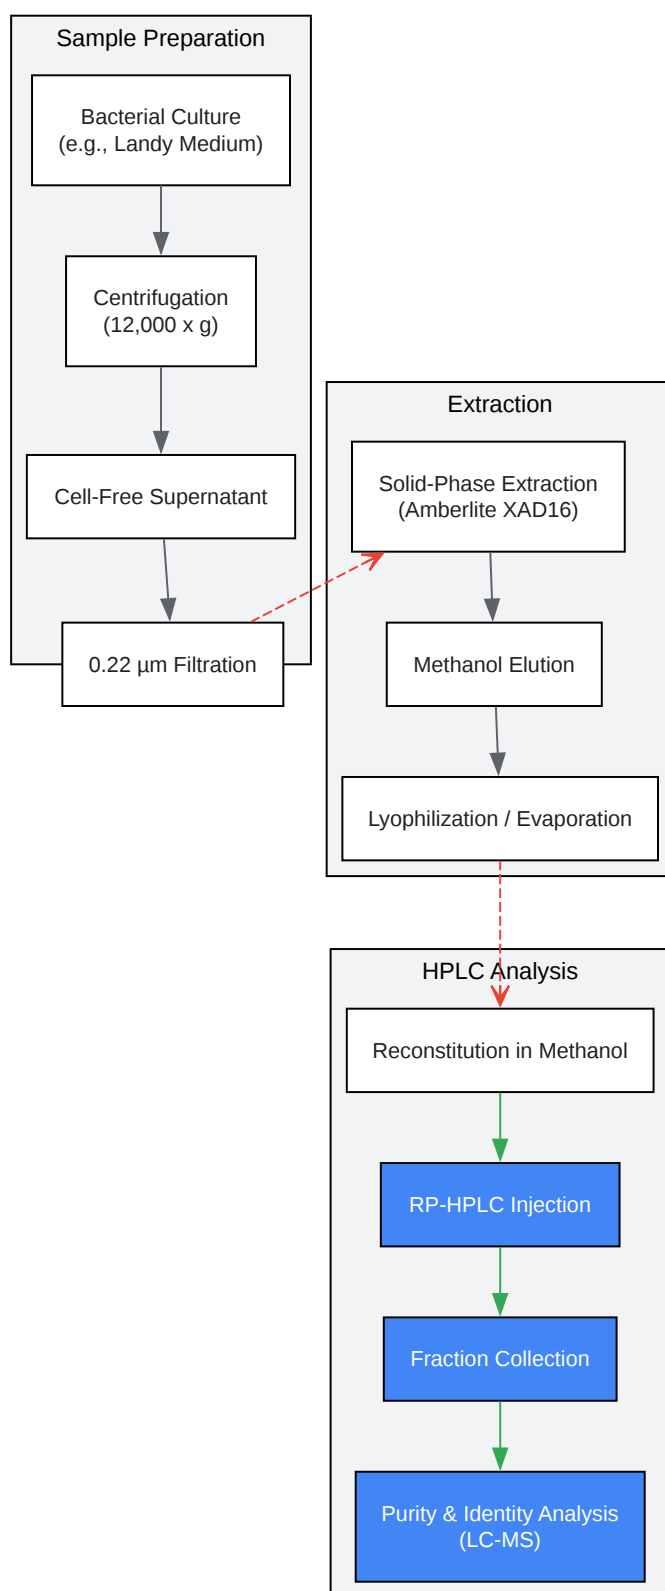 Sample Preparation
Bacterial Culture
(e.g., Landy Medium)
Centrifugation
(12,000 x g)
Cell-Free Supernatant
0.22 µm Filtration
Extraction
Solid-Phase Extraction
(Amberlite XAD16)
Methanol Elution
Lyophilization / Evaporation
HPLC Analysis
Reconstitution in Methanol
RP-HPLC Injection
Fraction Collection
Purity & Identity Analysis
(LC-MS)